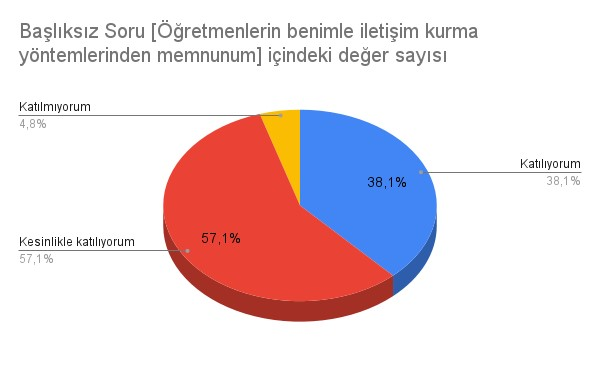 Başlıksız Soru [Öğretmenlerin benimle iletişim kurma
yöntemlerinden memnunum] içindeki değer sayısı
Katılmıyorum
4,8%
Katılıyorum
38,1%
38,1%
57,1%
Kesinlikle katılıyorum
57,1%